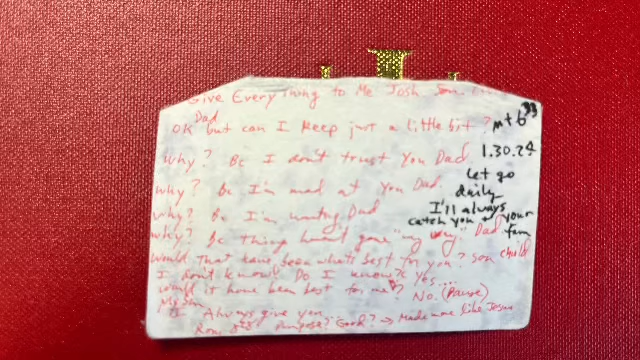 Give Everything to Me Josh Son.
Dad
OK but can I keep just a little bit? Mt 6:33
Why? Bc I don't trust You Dad. 1.30.24
Let go
Why? Bc I'm mad at you Dad. daily
I'll always
Why? Bc I'm Dad catch you your
Why? Bc things haven't gone "my way" Dad. fam
Would that have been what's best for you? son child
I don't know? Do I know? Yes...
Would it have been best for me? No. (Pause)
My Son
I Always give you
Rom purpose? Good? → Made more like Jesus